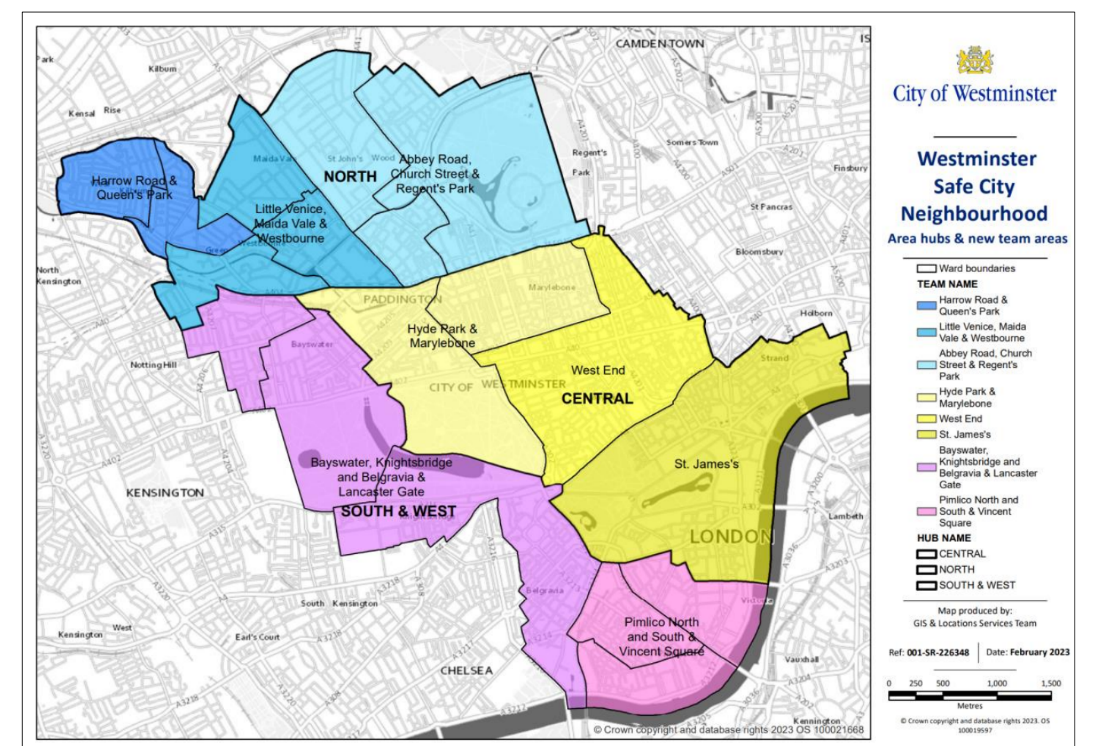 CAMDEN TOWN
IS
Kilburn
Kensal Rise
Regent's
Park
Somers Town
Finsbury
St Pancras
Bloomsbury
Holborn
Strand
Maida Vale
St John's Wood
NORTH
Abbey Road,
Church Street &
Regent's Park
Harrow Road &
Queen's Park
Little Venice,
Maida Vale &
Westbourne
North
Kensington
PADDINGTON
Marylebone
Hyde Park &
Marylebone
Notting Hill
Bayswater
CITY OF WESTMINSTER
West End
CENTRAL
St. James's
Bayswater, Knightsbridge
and Belgravia &
Lancaster Gate
SOUTH & WEST
KENSINGTON
LONDON
Lambeth
South Kensington
West
Kensington
Earl's Court
CHELSEA
Belgravia
Pimlico North
and South &
Vincent Square
Vauxhall
Kennington
© Crown copyright and database rights 2023 OS 100021668
City of Westminster
Westminster
Safe City
Neighbourhood
Area hubs & new team areas
Ward boundaries
TEAM NAME
Harrow Road &
Queen's Park
Little Venice, Maida
Vale & Westbourne
Abbey Road, Church
Street & Regent's
Park
Hyde Park &
Marylebone
West End
St. James's
Bayswater,
Knightsbridge and
Belgravia & Lancaster
Gate
Pimlico North and
South & Vincent
Square
HUB NAME
CENTRAL
NORTH
SOUTH & WEST
Map produced by:
GIS & Locations Services Team
Ref: 001-SR-226348
Date: February 2023
0 250 500 1,000 1,500
Metres
© Crown copyright and database rights 2023. OS
100019597